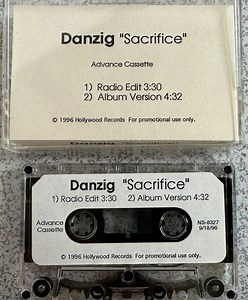 Danzig "Sacrifice"
Advance Cassette
1) Radio Edit 3:30
2) Album Version 4:32
© 1996 Hollywood Records For promotional use only.
Danzig "Sacrifice"
1) Radio Edit 3:30 2) Album Version 4:32
Advance NS-8327
Cassette 9/18/96
© 1996 Hollywood Records For promotional use only.